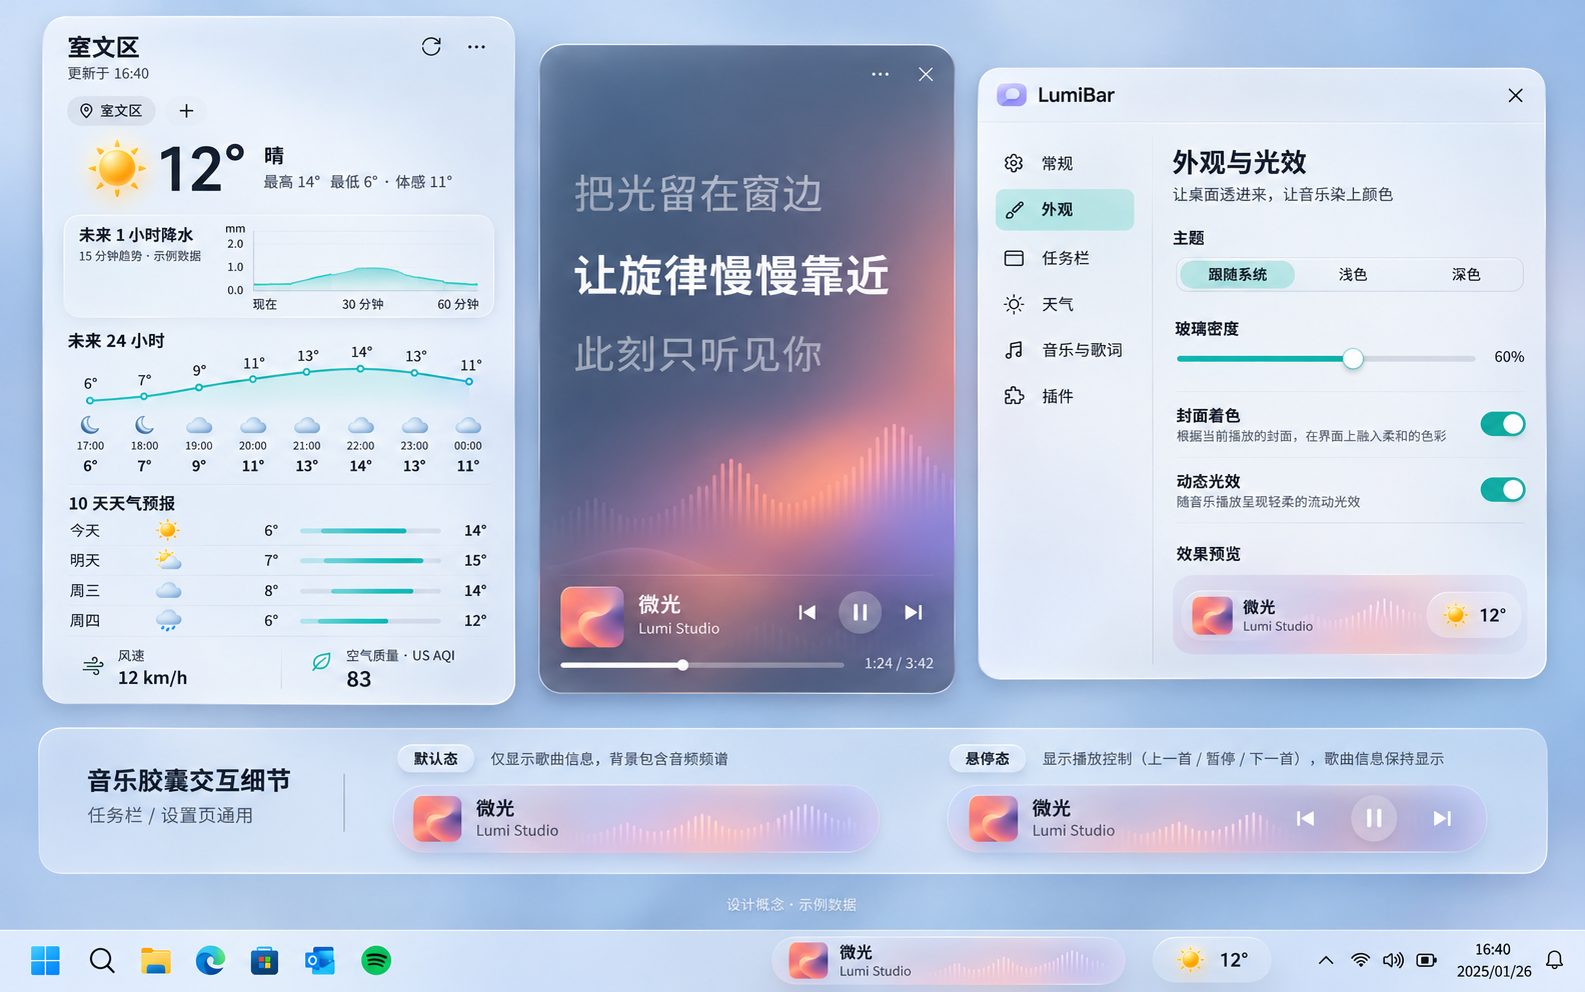 室文区
更新于 16:40
室文区
12°
晴
最高 14° 最低 6° · 体感 11°
未来 1 小时降水
15 分钟趋势 · 示例数据
mm
2.0
1.0
0.0
现在 30 分钟 60 分钟
未来 24 小时
6° 7° 9° 11° 13° 14° 13° 11°
17:00 18:00 19:00 20:00 21:00 22:00 23:00 00:00
6° 7° 9° 11° 13° 14° 13° 11°
10 天天气预报
今天 6° 14°
明天 7° 15°
周三 8° 14°
周四 6° 12°
风速
12 km/h
空气质量 · US AQI
83
把光留在窗边
让旋律慢慢靠近
此刻只听见你
微光
Lumi Studio
1:24 / 3:42
LumiBar
常规
外观
任务栏
天气
音乐与歌词
插件
外观与光效
让桌面透进来，让音乐染上颜色
主题
跟随系统 浅色 深色
玻璃密度
60%
封面着色
根据当前播放的封面，在界面上融入柔和的色彩
动态光效
随音乐播放呈现轻柔的流动光效
效果预览
微光
Lumi Studio
12°
音乐胶囊交互细节
任务栏 / 设置页通用
默认态 仅显示歌曲信息，背景包含音频频谱
微光
Lumi Studio
悬停态 显示播放控制（上一首 / 暂停 / 下一首），歌曲信息保持显示
微光
Lumi Studio
设计概念 · 示例数据
微光
Lumi Studio
12°
16:40
2025/01/26